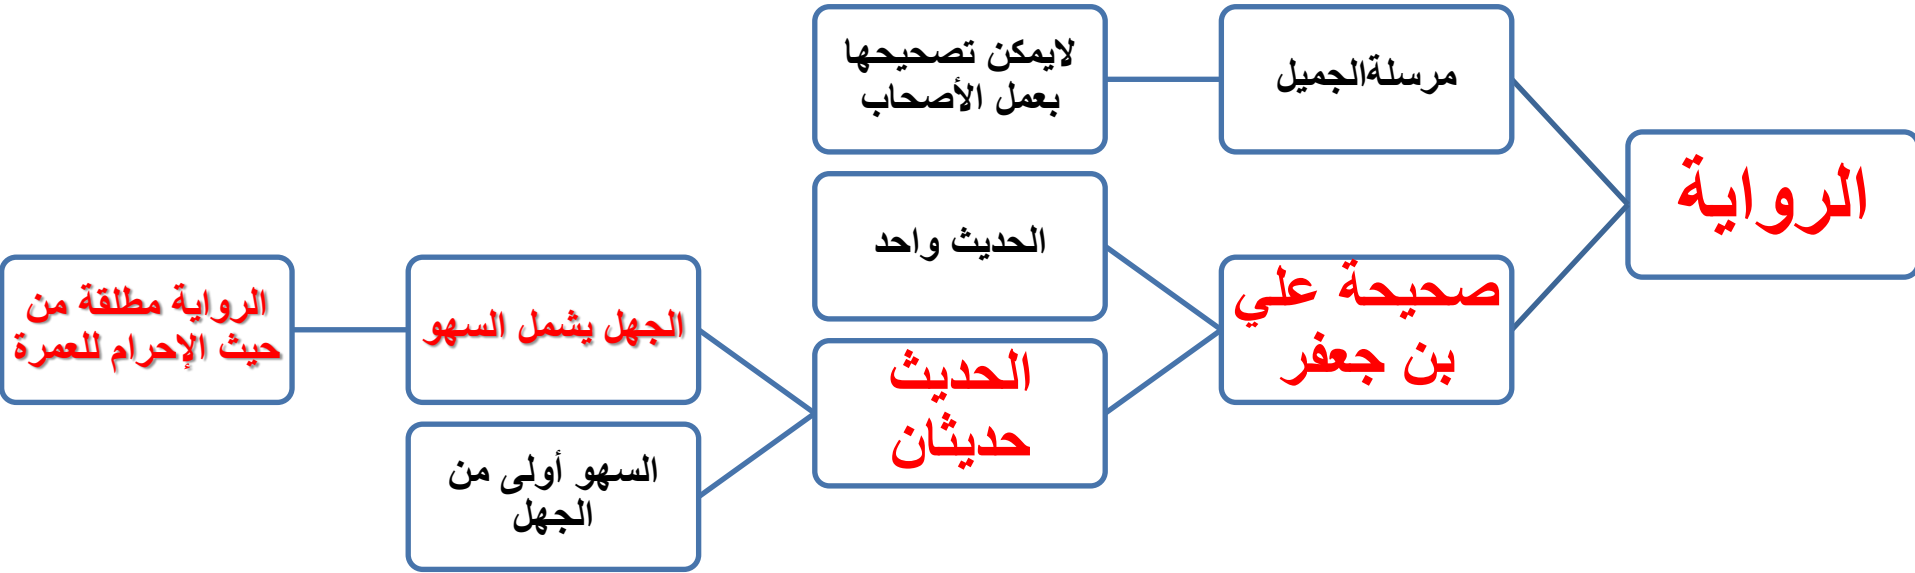 الرواية
مرسلةالجميل
لايمكن تصحيحها
بعمل الأصحاب
صحيحة علي
بن جعفر
الحديث واحد
الحديث
حديثان
الجهل يشمل السهو
الرواية مطلقة من
حيث الإحرام للعمرة
السهو أولى من
الجهل